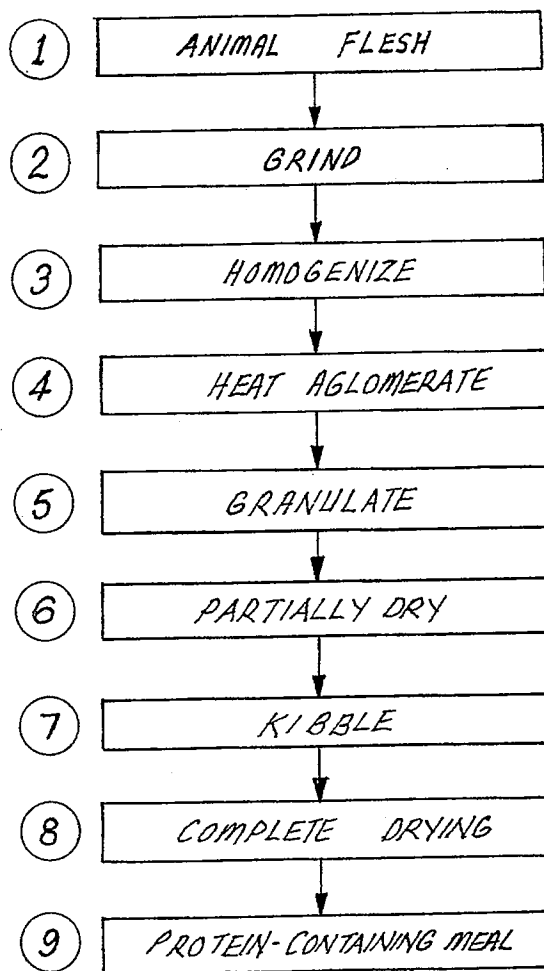 1 ANIMAL FLESH
2 GRIND
3 HOMOGENIZE
4 HEAT AGLOMERATE
5 GRANULATE
6 PARTIALLY DRY
7 KIBBLE
8 COMPLETE DRYING
9 PROTEIN-CONTAINING MEAL